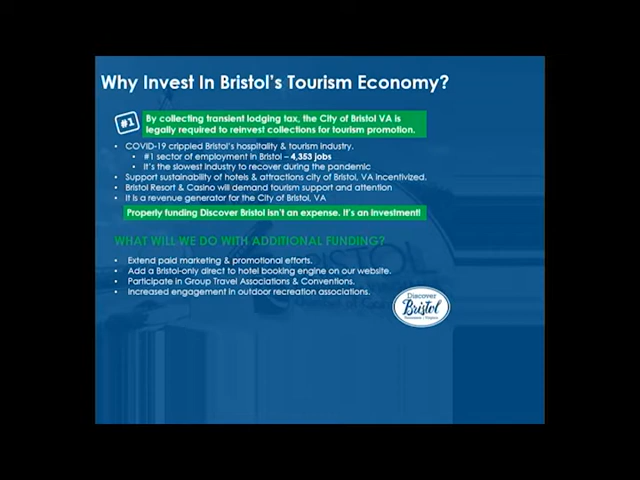 Why Invest In Bristol's Tourism Economy?
#1
By collecting transient lodging tax, the City of Bristol VA is
legally required to reinvest collections for tourism promotion.
• COVID-19 crippled Bristol's hospitality & tourism industry.
• #1 sector of employment in Bristol – 4,353 jobs
• It's the slowest industry to recover during the pandemic
• Support sustainability of hotels & attractions city of Bristol, VA incentivized.
• Bristol Resort & Casino will demand tourism support and attention
• It is a revenue generator for the City of Bristol, VA
Properly funding Discover Bristol isn't an expense. It's an investment!
WHAT WILL WE DO WITH ADDITIONAL FUNDING?
• Extend paid marketing & promotional efforts.
• Add a Bristol-only direct to hotel booking engine on our website.
• Participate in Group Travel Associations & Conventions.
• Increased engagement in outdoor recreation associations.
Discover
Bristol